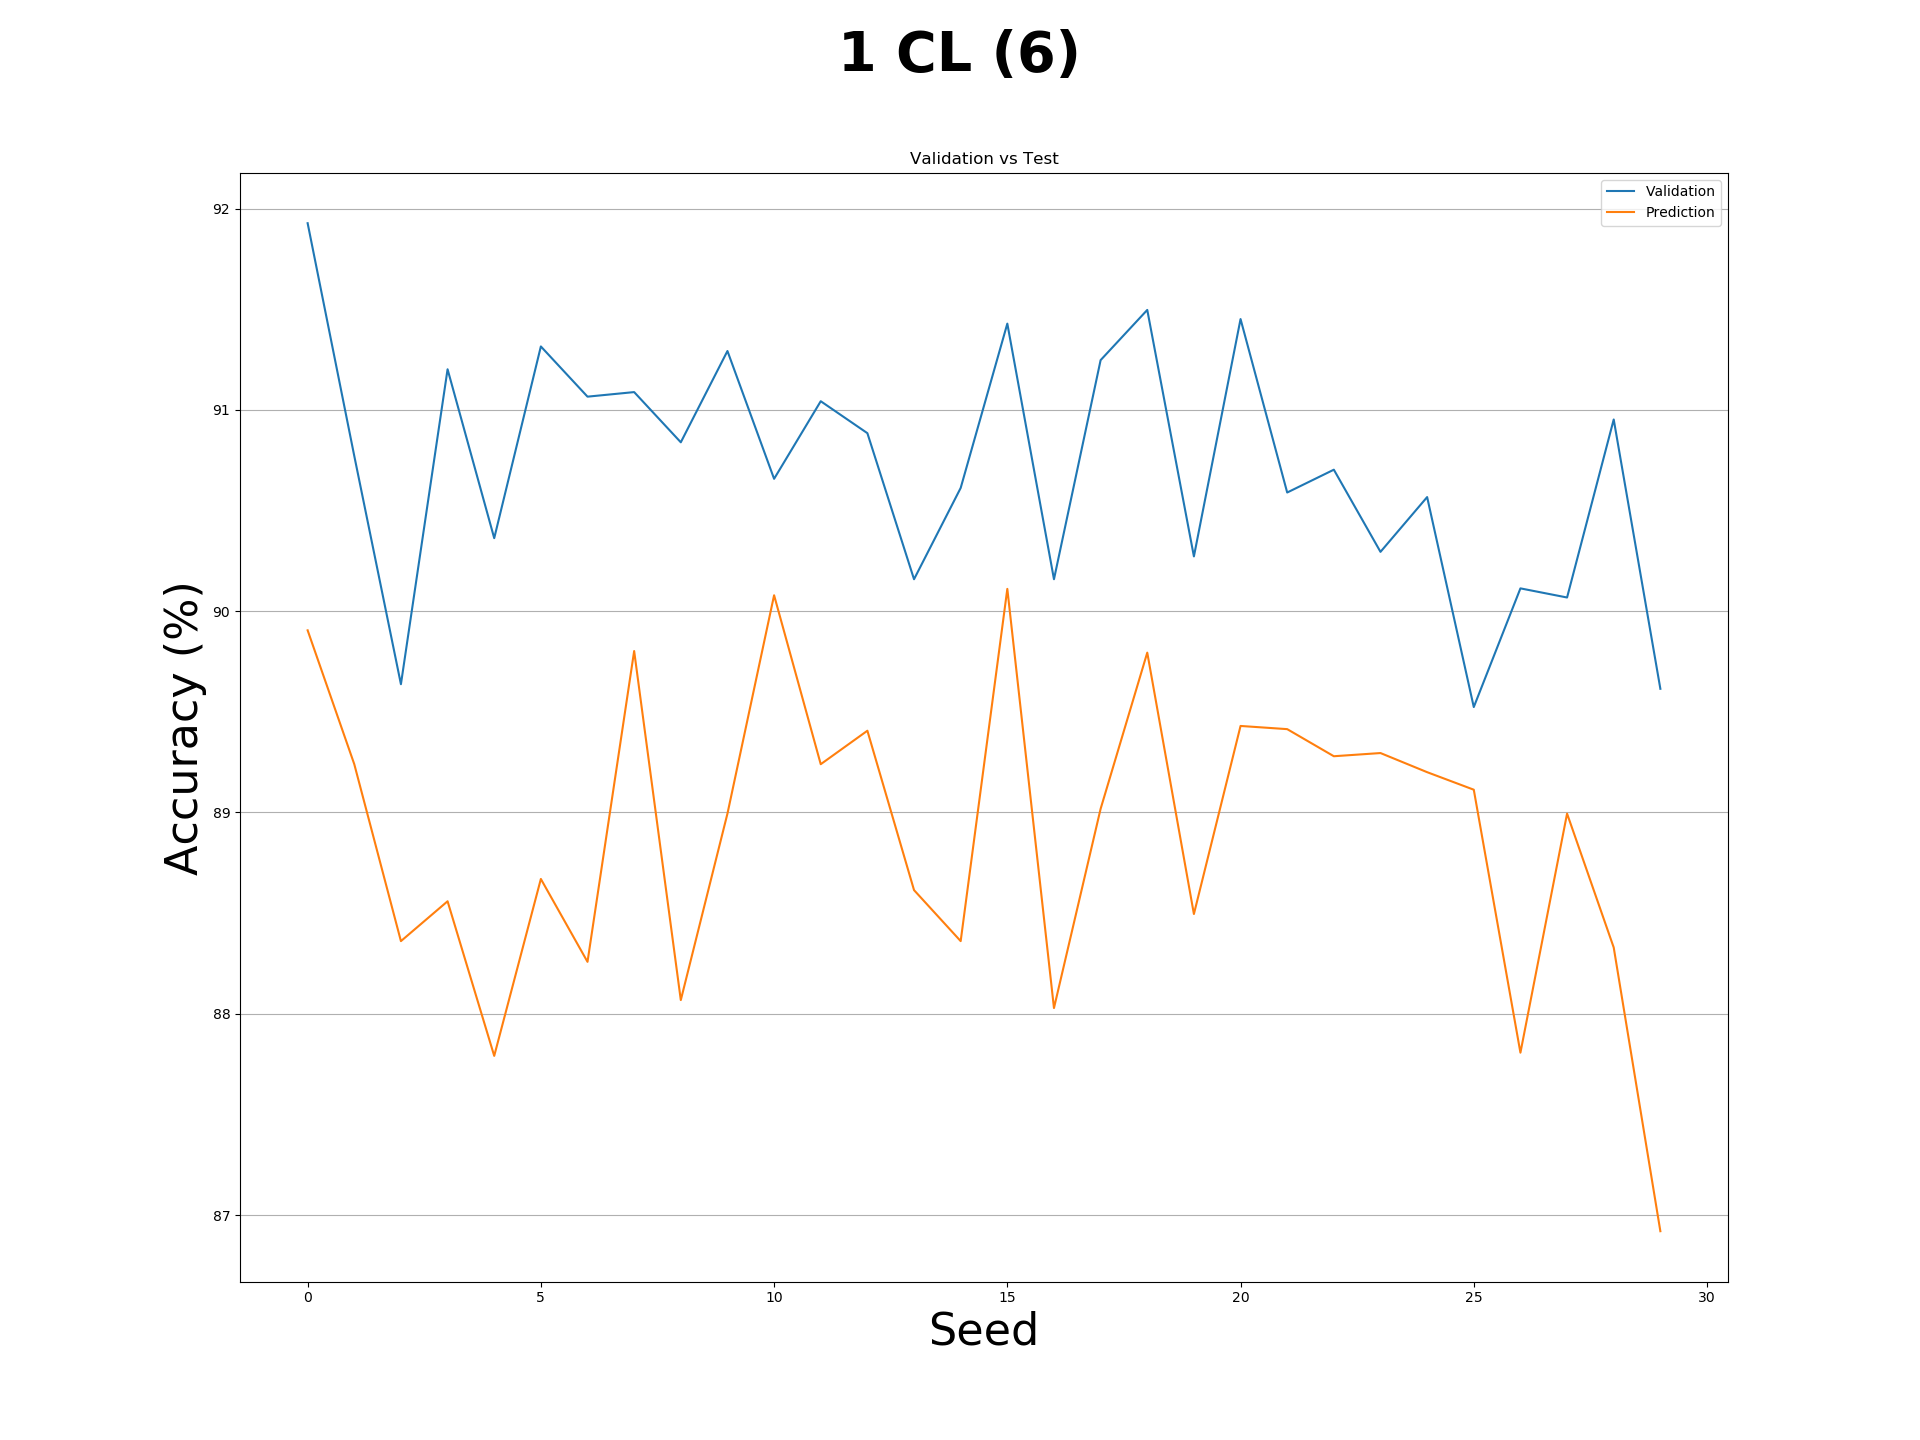 1 CL (6)
Validation vs Test
Validation
Prediction
92
91
90
89
88
87
Accuracy (%)
0 5 10 15 20 25 30
Seed